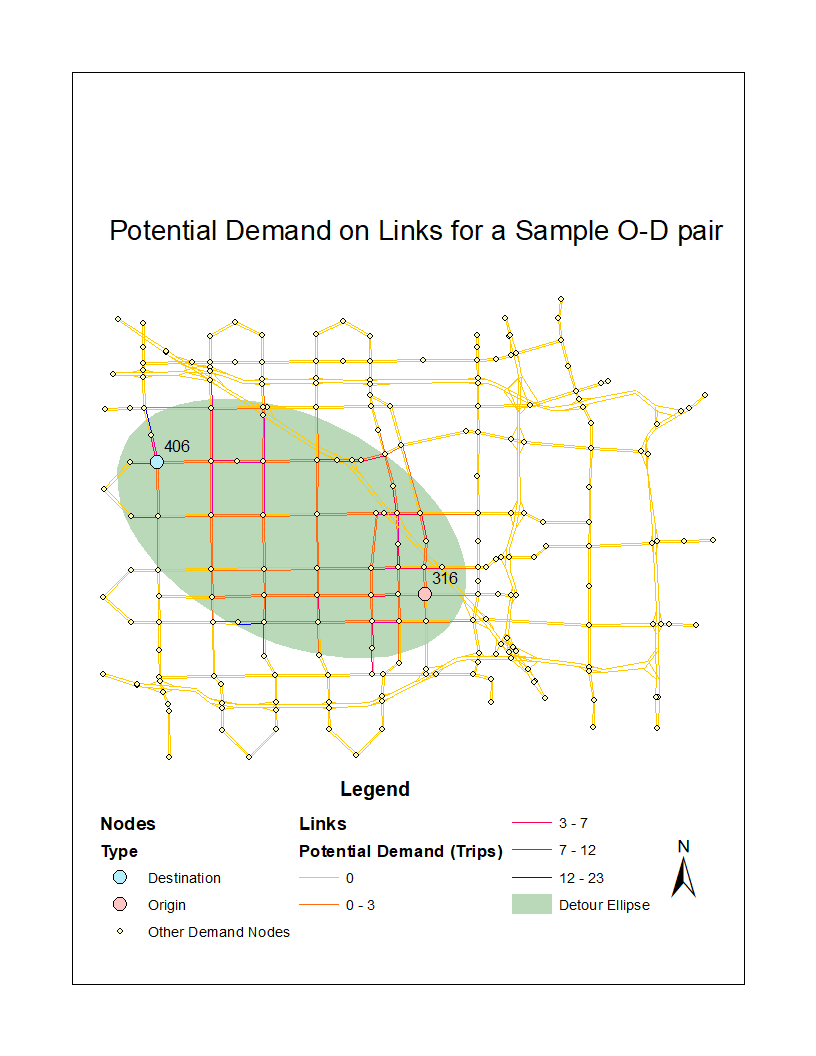 Potential Demand on Links for a Sample O-D pair
406
316
Legend
Nodes
Type
Destination
Origin
Other Demand Nodes
Links
Potential Demand (Trips)
0
0 - 3
3 - 7
7 - 12
12 - 23
Detour Ellipse
N